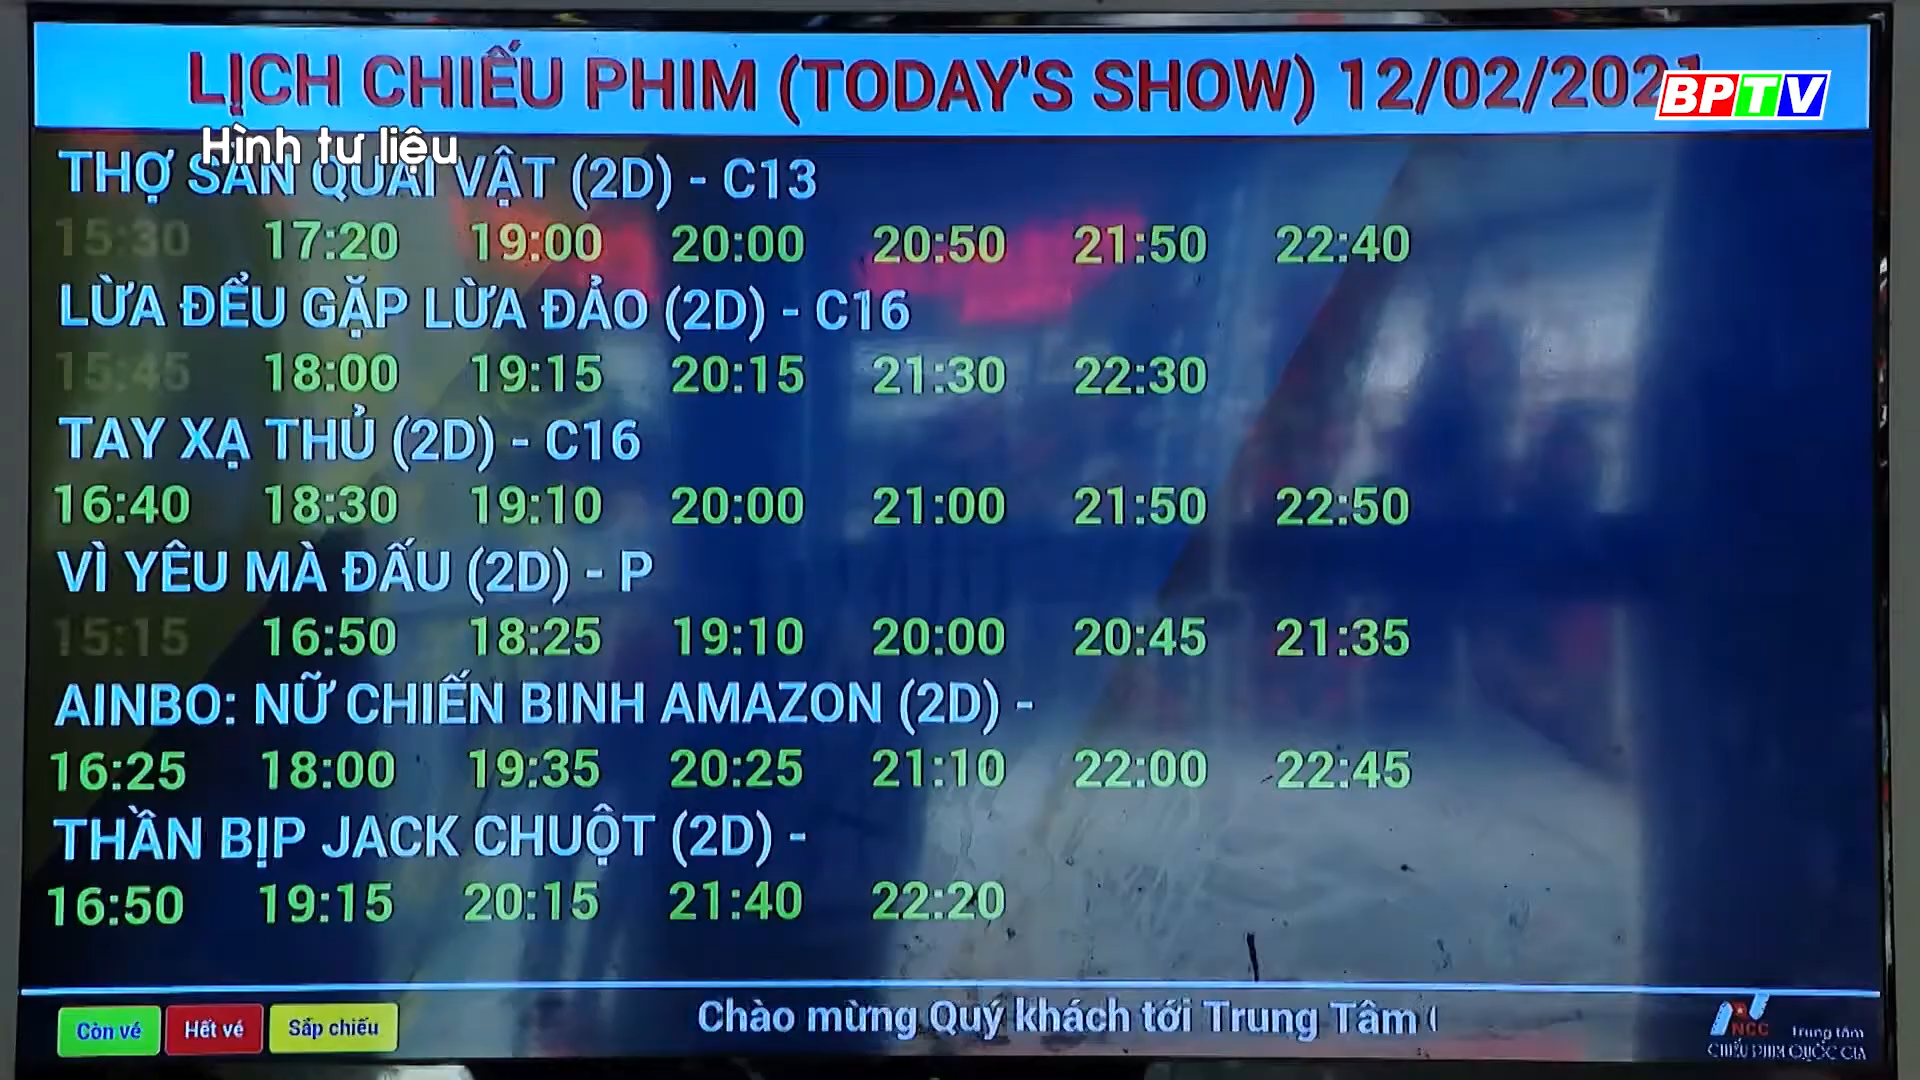 LỊCH CHIẾU PHIM (TODAY'S SHOW) 12/02/2021
BPTV
Hình tư liệu
THỢ SĂN QUÁI VẬT (2D) - C13
15:30 17:20 19:00 20:00 20:50 21:50 22:40
LỪA ĐỂU GẶP LỪA ĐẢO (2D) - C16
15:45 18:00 19:15 20:15 21:30 22:30
TAY XẠ THỦ (2D) - C16
16:40 18:30 19:10 20:00 21:00 21:50 22:50
VÌ YÊU MÀ ĐẤU (2D) - P
15:15 16:50 18:25 19:10 20:00 20:45 21:35
AINBO: NỮ CHIẾN BINH AMAZON (2D) -
16:25 18:00 19:35 20:25 21:10 22:00 22:45
THẦN BỊP JACK CHUỘT (2D) -
16:50 19:15 20:15 21:40 22:20
Còn vé Hết vé Sắp chiếu
Chào mừng Quý khách tới Trung Tâm
NCC Trung tâm
CHIẾU PHIM QUỐC GIA